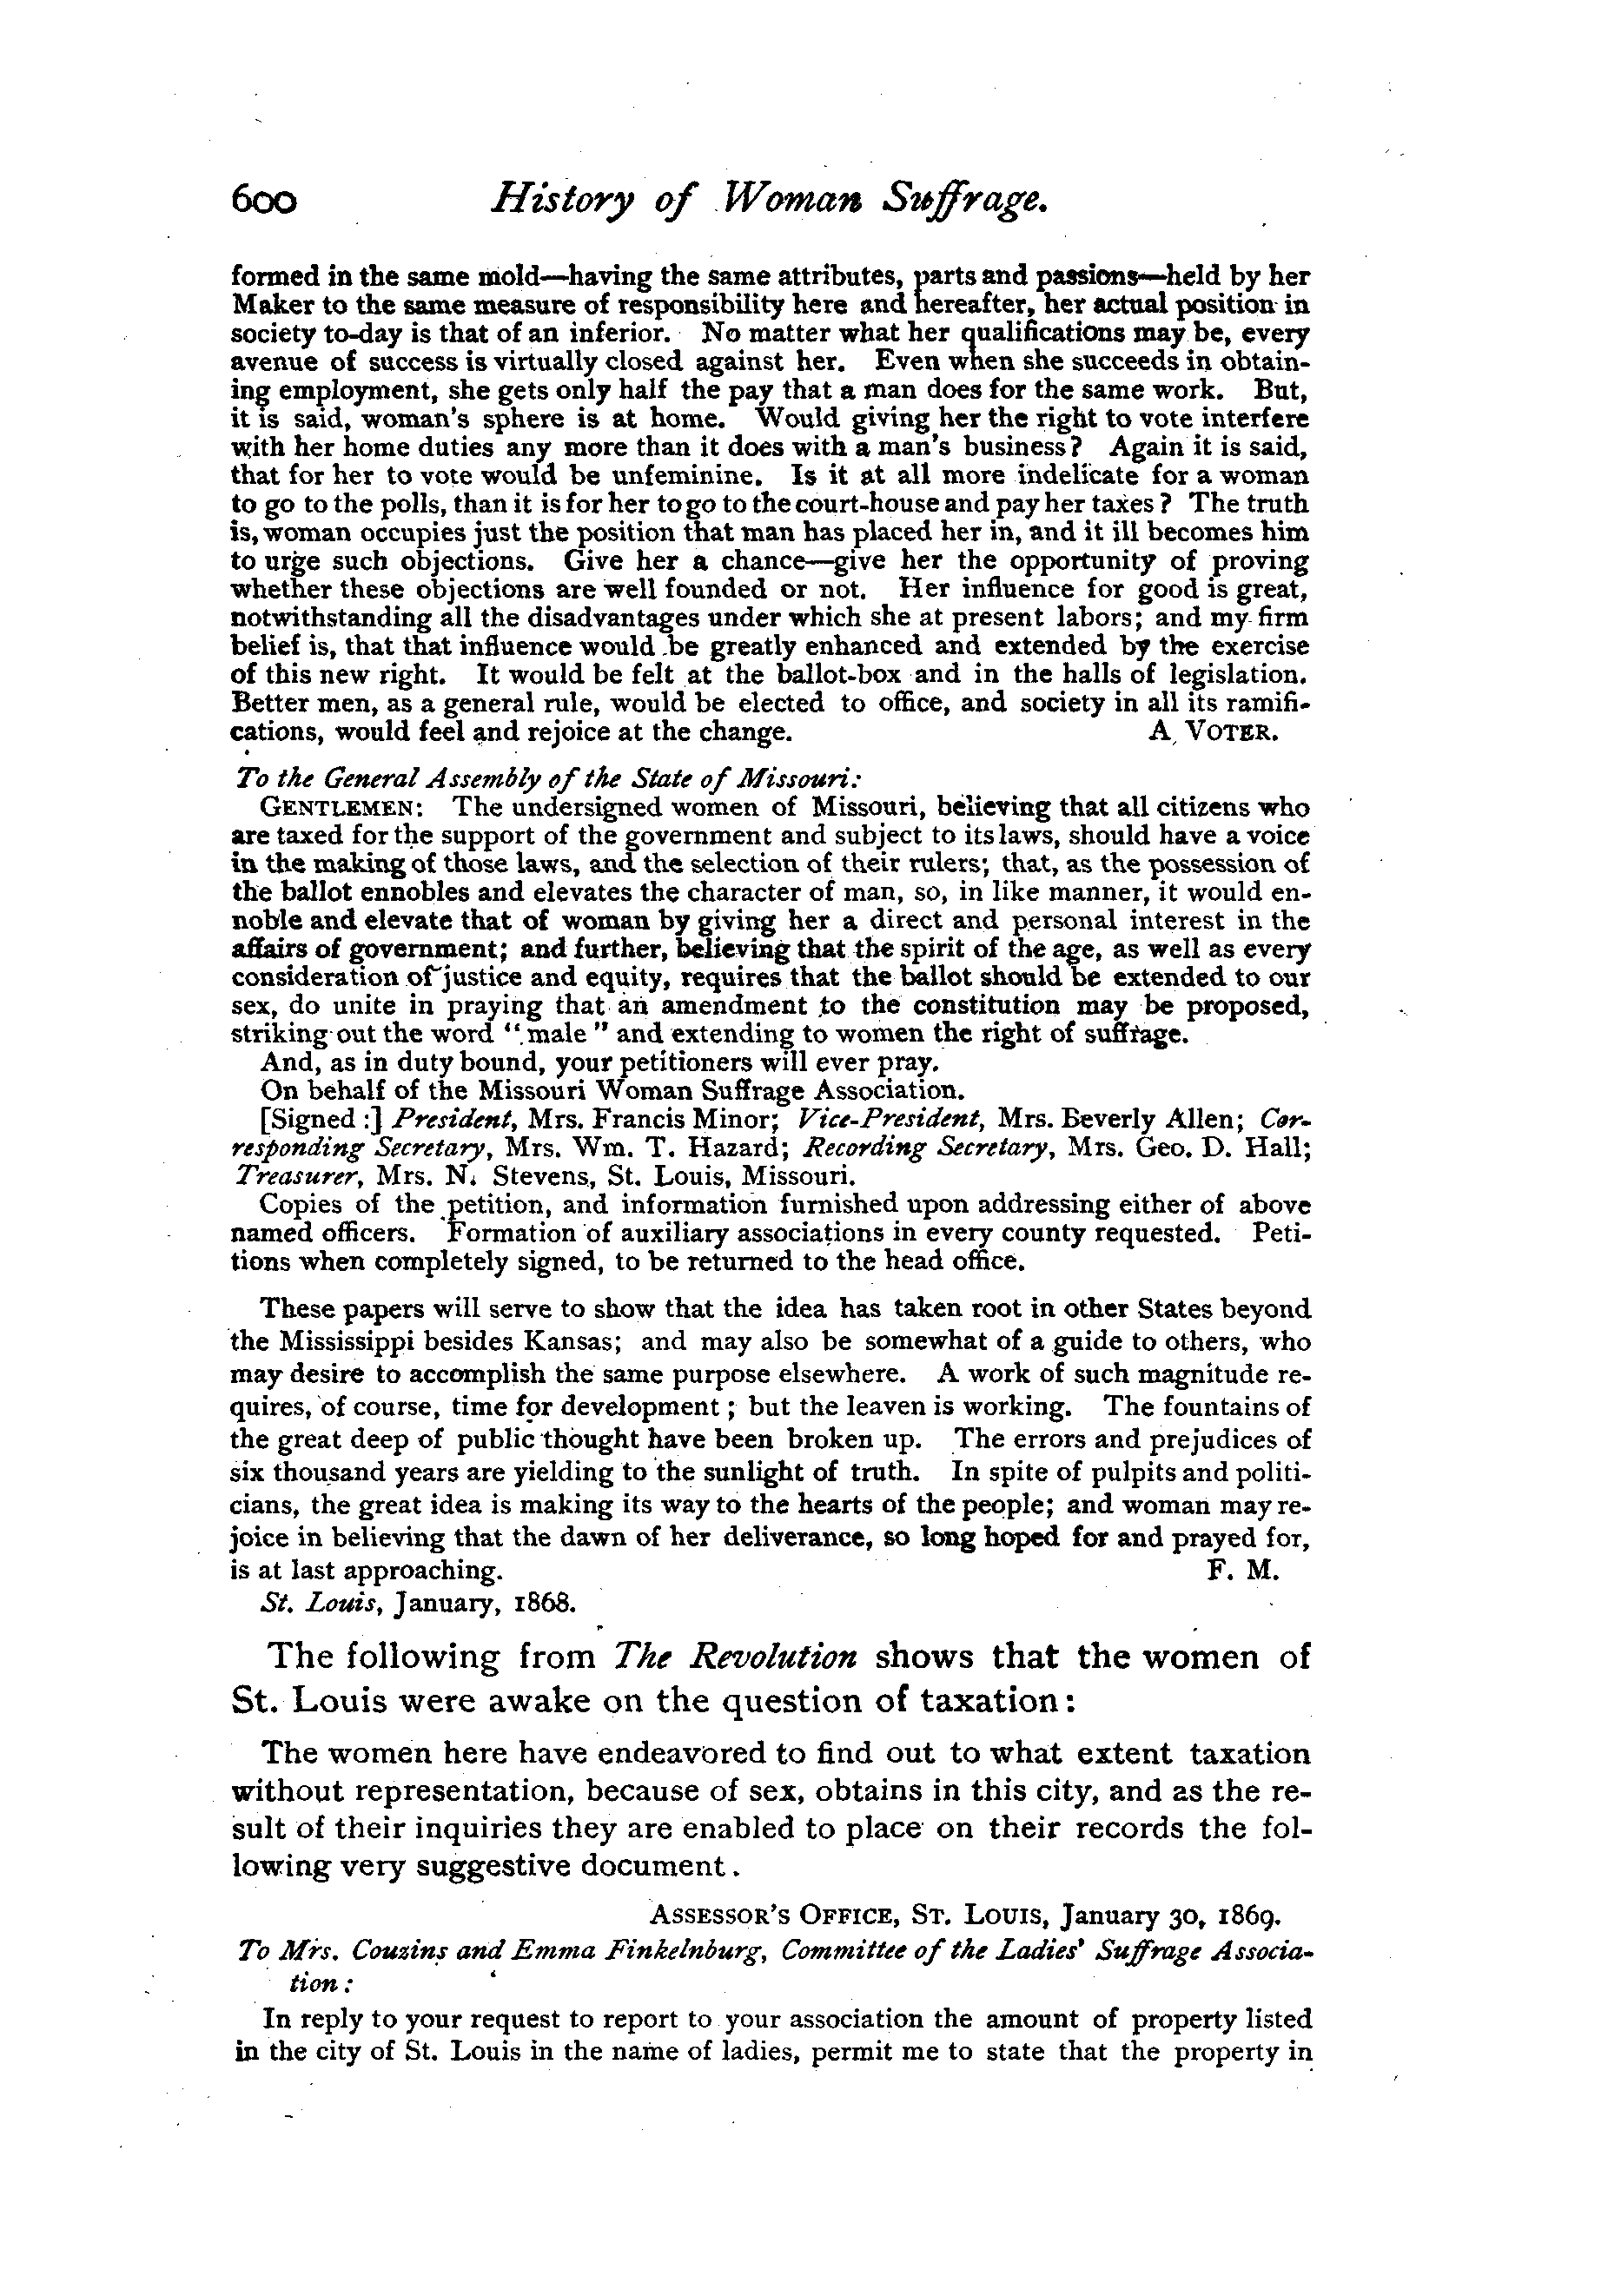 600 History of Woman Suffrage.
formed in the same mold—having the same attributes, parts and passions—held by her
Maker to the same measure of responsibility here and hereafter, her actual position in
society to-day is that of an inferior. No matter what her qualifications may be, every
avenue of success is virtually closed against her. Even when she succeeds in obtain-
ing employment, she gets only half the pay that a man does for the same work. But,
it is said, woman's sphere is at home. Would giving her the right to vote interfere
with her home duties any more than it does with a man's business? Again it is said,
that for her to vote would be unfeminine. Is it at all more indelicate for a woman
to go to the polls, than it is for her to go to the court-house and pay her taxes? The truth
is, woman occupies just the position that man has placed her in, and it ill becomes him
to urge such objections. Give her a chance—give her the opportunity of proving
whether these objections are well founded or not. Her influence for good is great,
notwithstanding all the disadvantages under which she at present labors; and my firm
belief is, that that influence would be greatly enhanced and extended by the exercise
of this new right. It would be felt at the ballot-box and in the halls of legislation.
Better men, as a general rule, would be elected to office, and society in all its ramifi-
cations, would feel and rejoice at the change. A VOTER.
To the General Assembly of the State of Missouri:
GENTLEMEN: The undersigned women of Missouri, believing that all citizens who
are taxed for the support of the government and subject to its laws, should have a voice
in the making of those laws, and the selection of their rulers; that, as the possession of
the ballot ennobles and elevates the character of man, so, in like manner, it would en-
noble and elevate that of woman by giving her a direct and personal interest in the
affairs of government; and further, believing that the spirit of the age, as well as every
consideration of justice and equity, requires that the ballot should be extended to our
sex, do unite in praying that an amendment to the constitution may be proposed,
striking out the word "male" and extending to women the right of suffrage.
And, as in duty bound, your petitioners will ever pray.
On behalf of the Missouri Woman Suffrage Association.
[Signed:] President, Mrs. Francis Minor; Vice-President, Mrs. Beverly Allen; Cor-
responding Secretary, Mrs. Wm. T. Hazard; Recording Secretary, Mrs. Geo. D. Hall;
Treasurer, Mrs. N. Stevens, St. Louis, Missouri.
Copies of the petition, and information furnished upon addressing either of above
named officers. Formation of auxiliary associations in every county requested. Peti-
tions when completely signed, to be returned to the head office.
These papers will serve to show that the idea has taken root in other States beyond
the Mississippi besides Kansas; and may also be somewhat of a guide to others, who
may desire to accomplish the same purpose elsewhere. A work of such magnitude re-
quires, of course, time for development; but the leaven is working. The fountains of
the great deep of public thought have been broken up. The errors and prejudices of
six thousand years are yielding to the sunlight of truth. In spite of pulpits and politi-
cians, the great idea is making its way to the hearts of the people; and woman may re-
joice in believing that the dawn of her deliverance, so long hoped for and prayed for,
is at last approaching. F. M.
St. Louis, January, 1868.
The following from The Revolution shows that the women of
St. Louis were awake on the question of taxation:
The women here have endeavored to find out to what extent taxation
without representation, because of sex, obtains in this city, and as the re-
sult of their inquiries they are enabled to place on their records the fol-
lowing very suggestive document.
ASSESSOR'S OFFICE, ST. LOUIS, January 30, 1869.
To Mrs. Couzins and Emma Finkelnburg, Committee of the Ladies' Suffrage Associa-
tion:
In reply to your request to report to your association the amount of property listed
in the city of St. Louis in the name of ladies, permit me to state that the property in